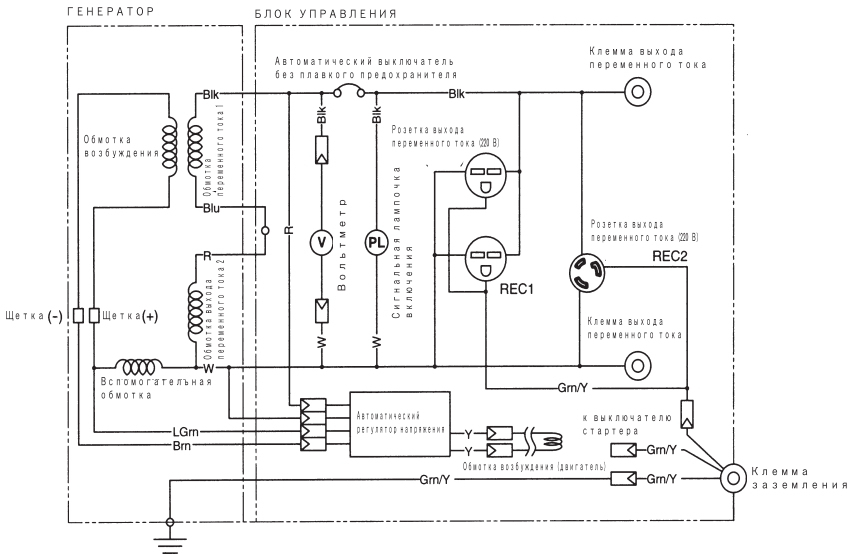 ГЕНЕРАТОР
БЛОК УПРАВЛЕНИЯ
Автоматический выключатель
без плавкого предохранителя
Клемма выхода
переменного тока
Blk
Blk
Blk
Blk
Обмотка
возбуждения
Обмотка
переменного тока 1
Розетка выхода
переменного тока (220 В)
Blu
R
R
V
PL
Вольтметр
Сигнальная лампочка
включения
REC1
Розетка выхода
переменного тока (220 В)
REC2
Обмотка выхода
переменного тока 2
Щетка (-)
Щетка (+)
Клемма выхода
переменного тока
W
W
W
Вспомогательная
обмотка
Grn/Y
LGrn
Brn
Автоматический
регулятор напряжения
Y
Y
Обмотка возбуждения (двигатель)
к выключателю
стартера
Grn/Y
Grn/Y
Grn/Y
Клемма
заземления